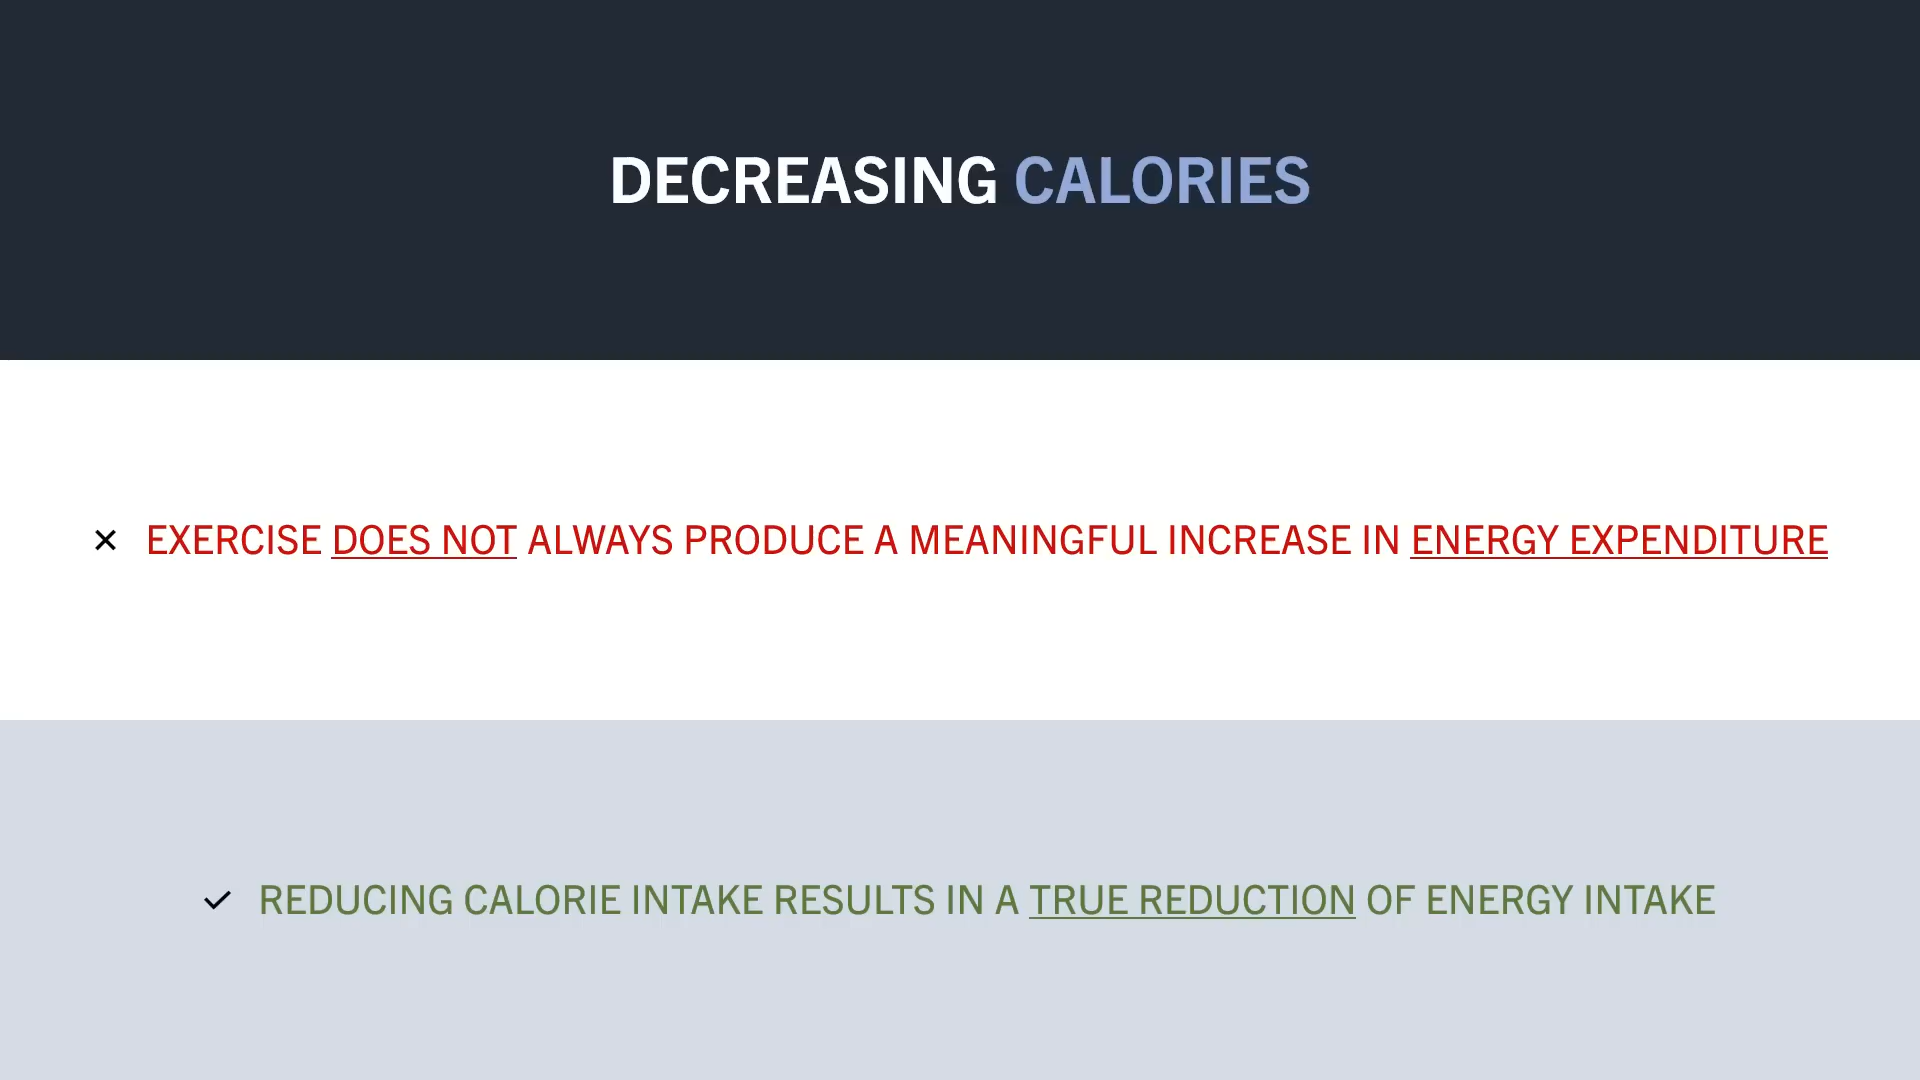 DECREASING CALORIES
EXERCISE DOES NOT ALWAYS PRODUCE A MEANINGFUL INCREASE IN ENERGY EXPENDITURE
REDUCING CALORIE INTAKE RESULTS IN A TRUE REDUCTION OF ENERGY INTAKE